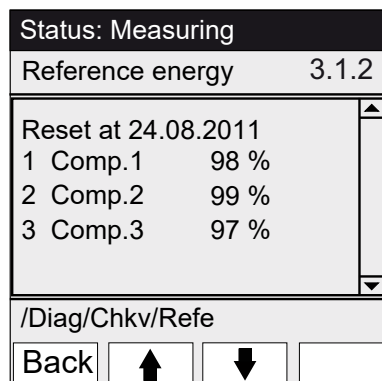 Status: Measuring
Reference energy 3.1.2
Reset at 24.08.2011
1 Comp.1 98 %
2 Comp.2 99 %
3 Comp.3 97 %
/Diag/Chkv/Refe
Back